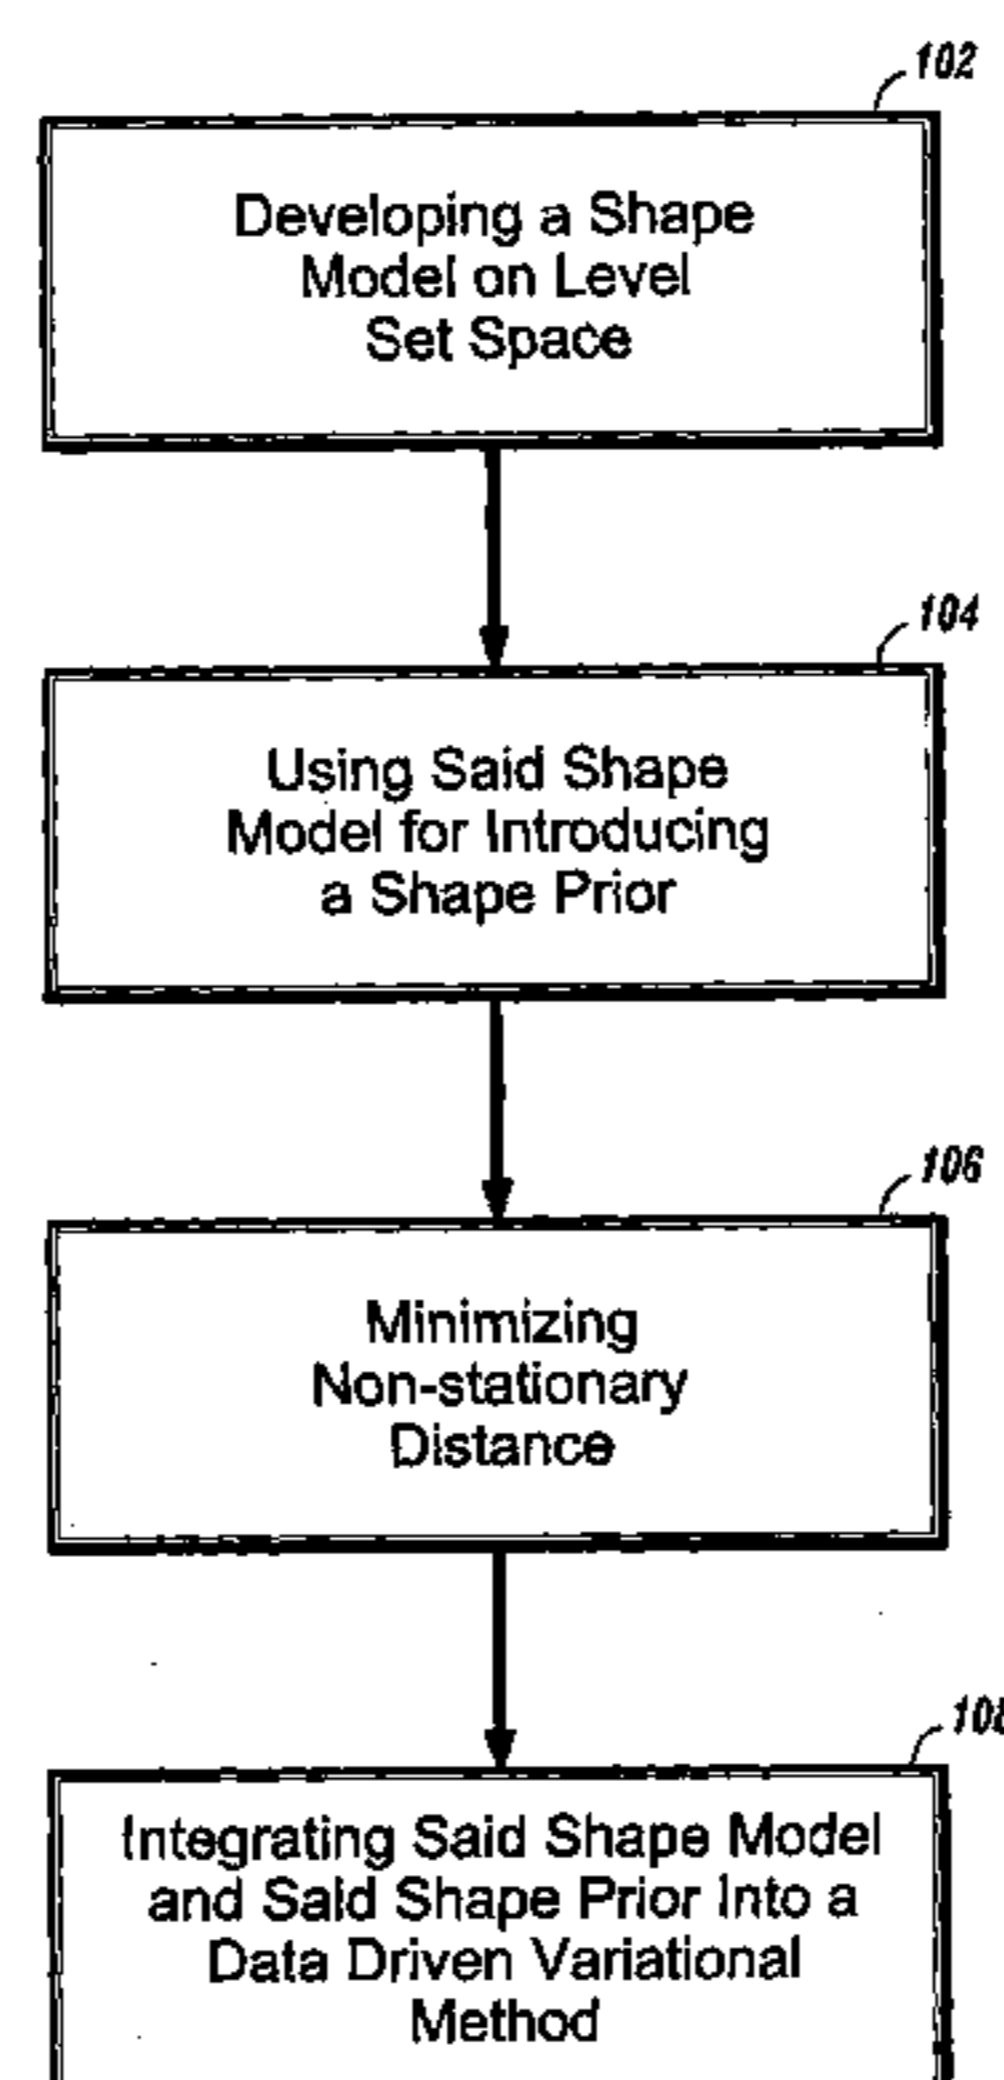 102
Developing a Shape
Model on Level
Set Space
104
Using Said Shape
Model for Introducing
a Shape Prior
106
Minimizing
Non-stationary
Distance
108
Integrating Said Shape Model
and Said Shape Prior Into a
Data Driven Variational
Method